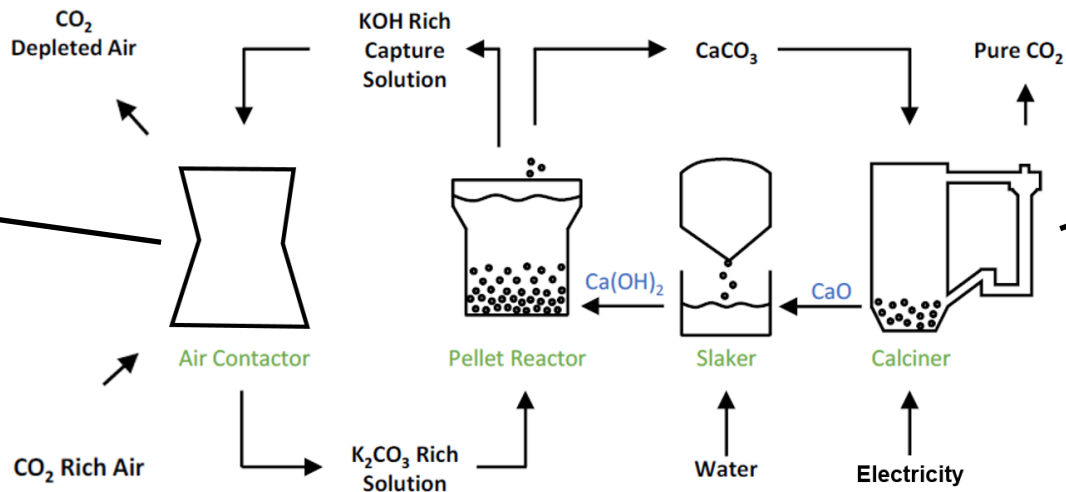 CO₂
Depleted Air
KOH Rich
Capture
Solution
CaCO₃
Pure CO₂
Ca(OH)₂
CaO
Air Contactor
Pellet Reactor
Slaker
Calciner
CO₂ Rich Air
K₂CO₃ Rich
Solution
Water
Electricity